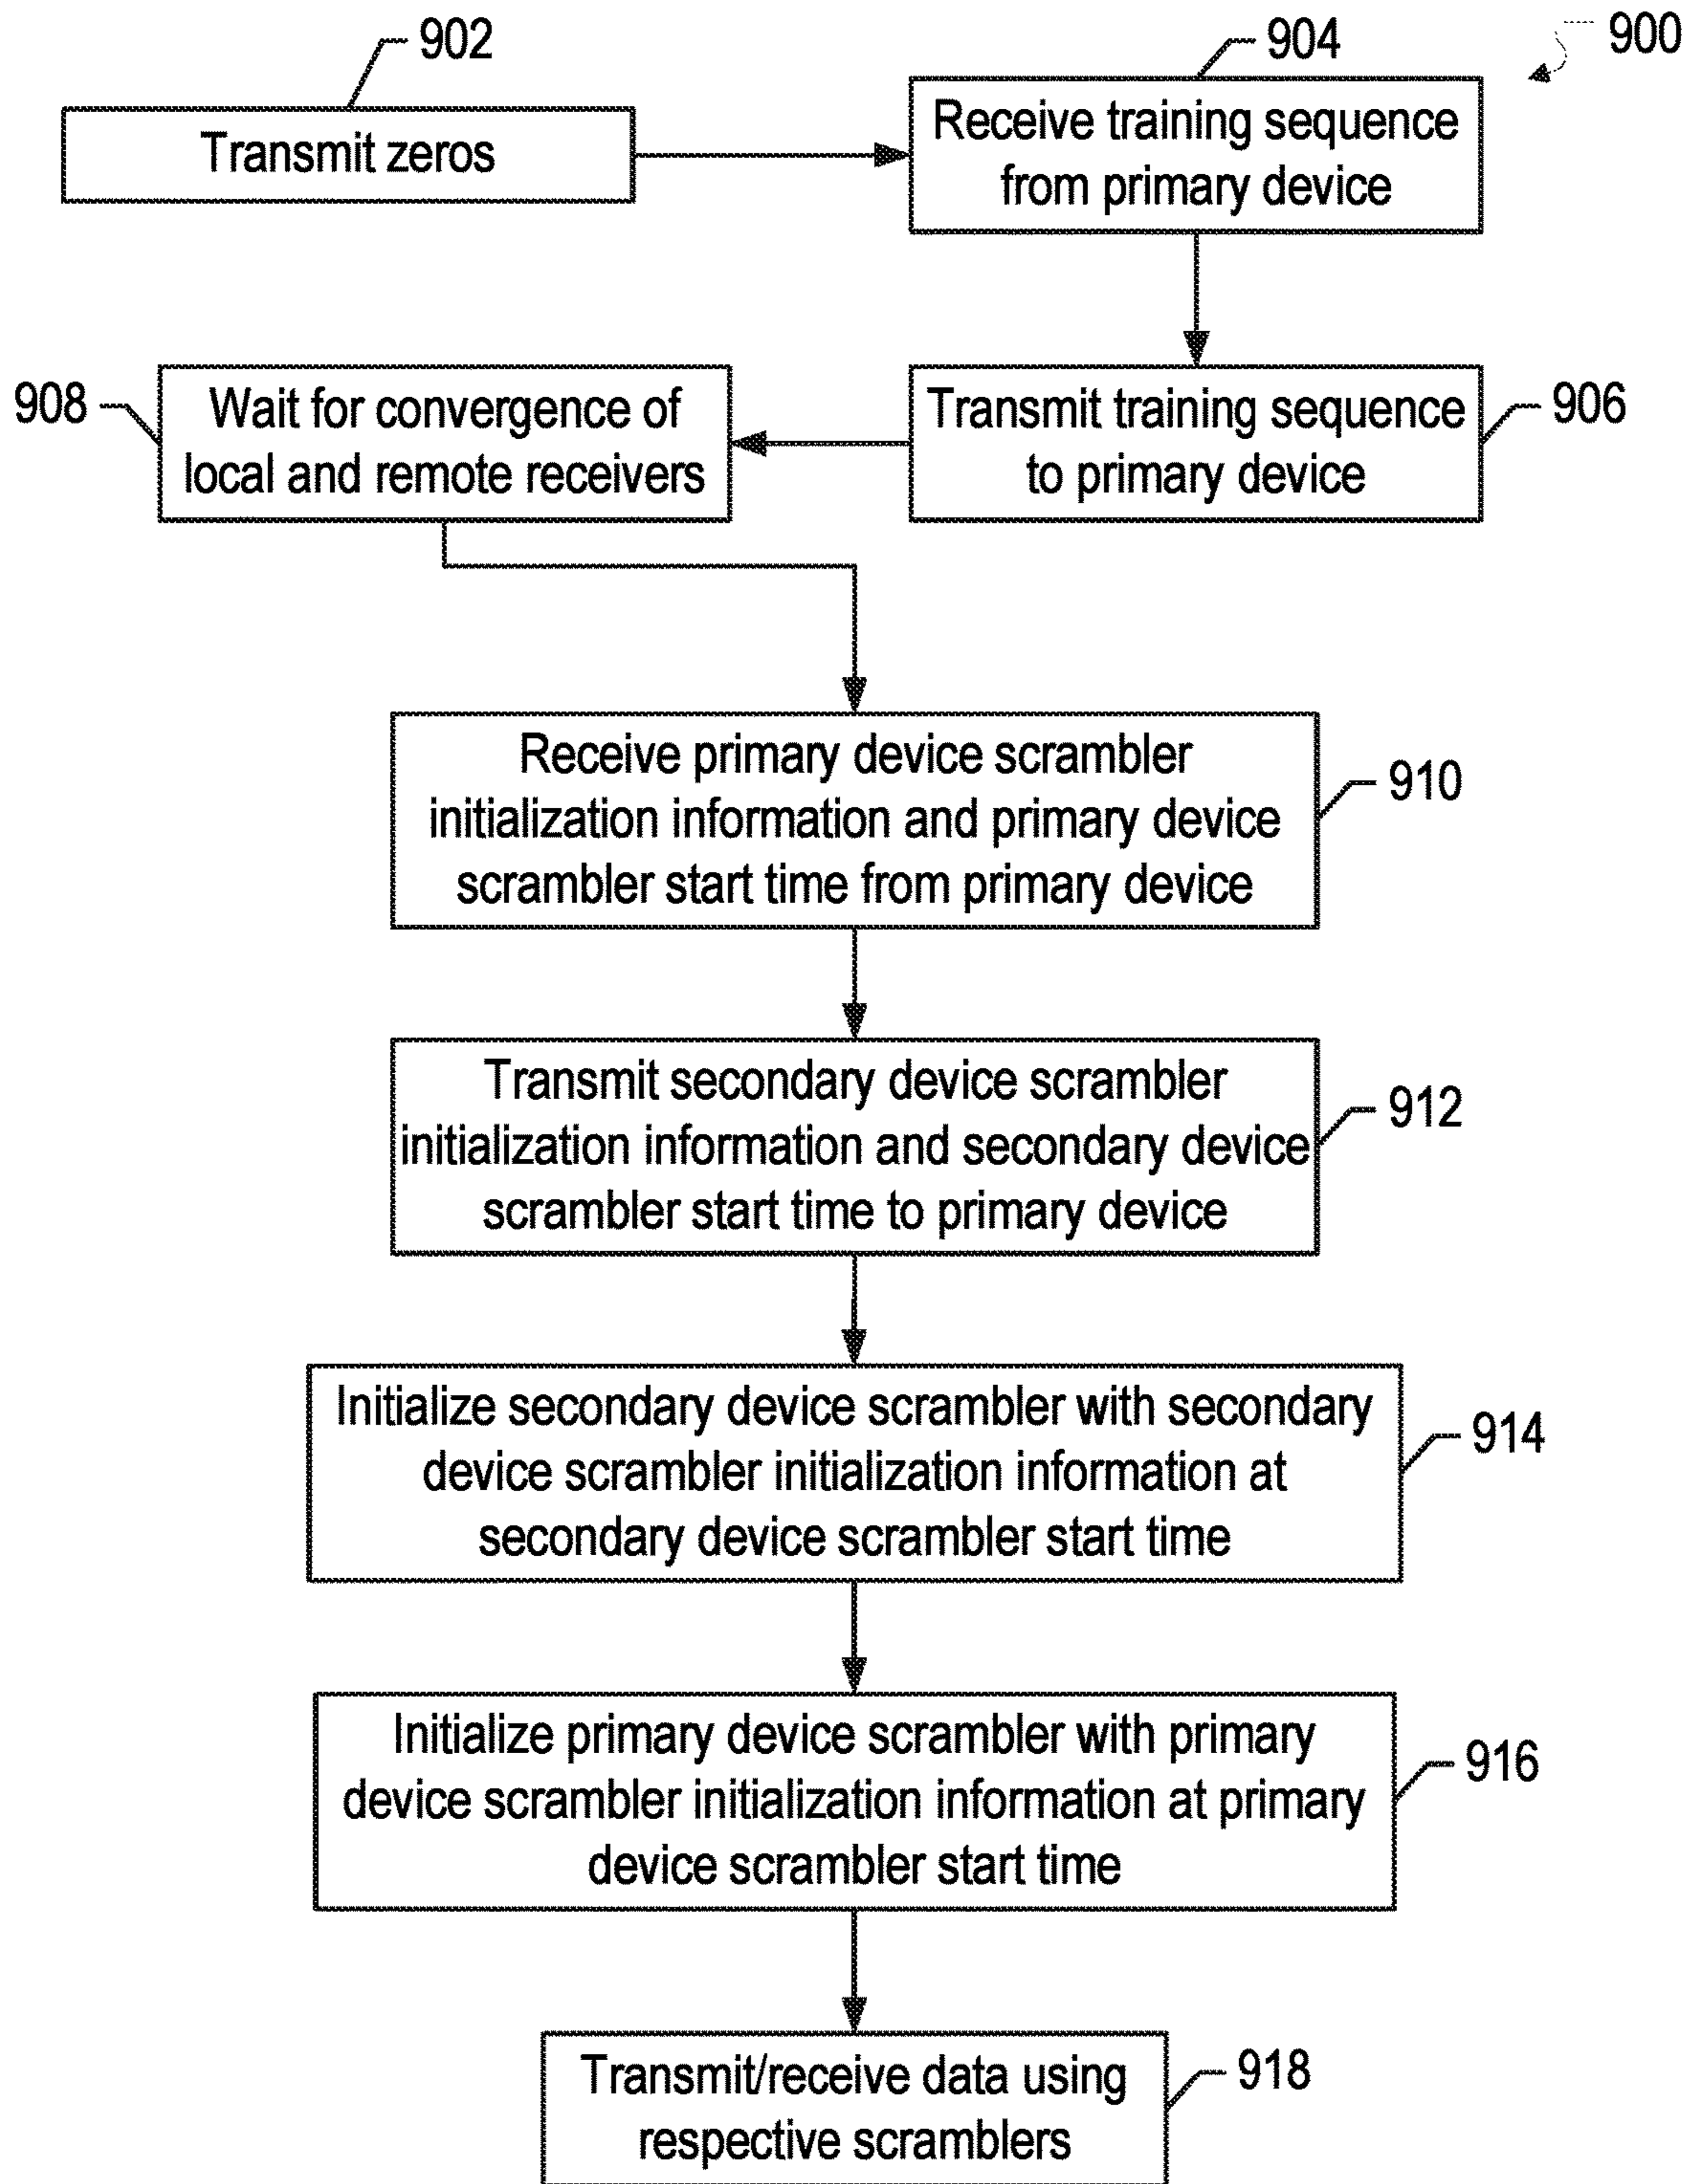 902
904
900
Transmit zeros
Receive training sequence
from primary device
908
Wait for convergence of
local and remote receivers
Transmit training sequence
to primary device
906
Receive primary device scrambler
initialization information and primary device
scrambler start time from primary device
910
Transmit secondary device scrambler
initialization information and secondary device
scrambler start time to primary device
912
Initialize secondary device scrambler with secondary
device scrambler initialization information at
secondary device scrambler start time
914
Initialize primary device scrambler with primary
device scrambler initialization information at primary
device scrambler start time
916
Transmit/receive data using
respective scramblers
918